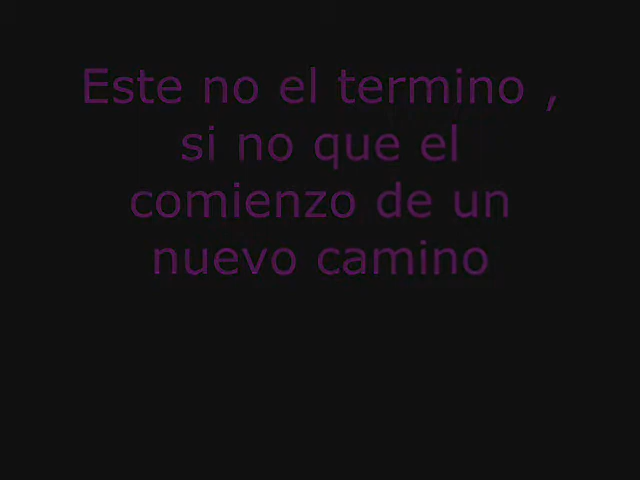 Este no el termino ,
si no que el
comienzo de un
nuevo camino